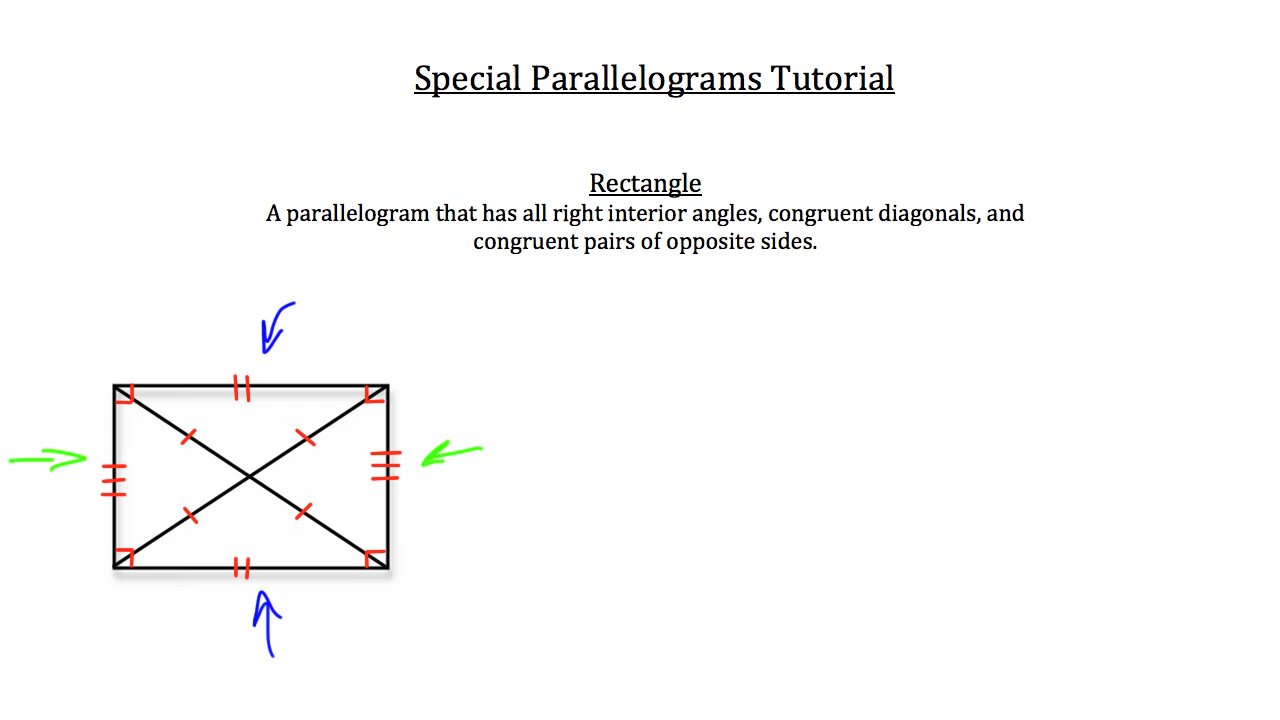 Special Parallelograms Tutorial
Rectangle
A parallelogram that has all right interior angles, congruent diagonals, and
congruent pairs of opposite sides.